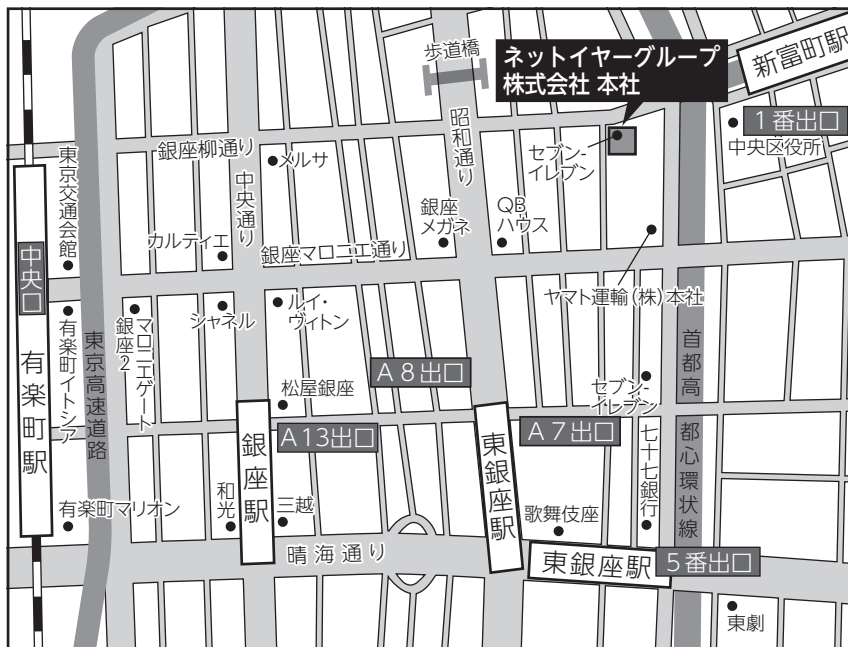 歩道橋
ネットイヤーグループ
株式会社 本社
新富町駅
1番出口
中央区役所
銀座柳通り
メルサ
昭和通り
セブン-
イレブン
東京交通会館
中央通り
カルティエ
銀座マロニエ通り
銀座
メガネ
QB
ハウス
ヤマト運輸(株)本社
中央口
有楽町駅
有楽町イトシア
東京高速道路
マロニエゲート
銀座2
シャネル
ルイ・
ヴィトン
首都高
都心環状線
A8出口
松屋銀座
セブン-
イレブン
A13出口
銀座駅
東銀座駅
A7出口
七十七銀行
有楽町マリオン
和光
三越
歌舞伎座
晴海通り
東銀座駅
5番出口
東劇